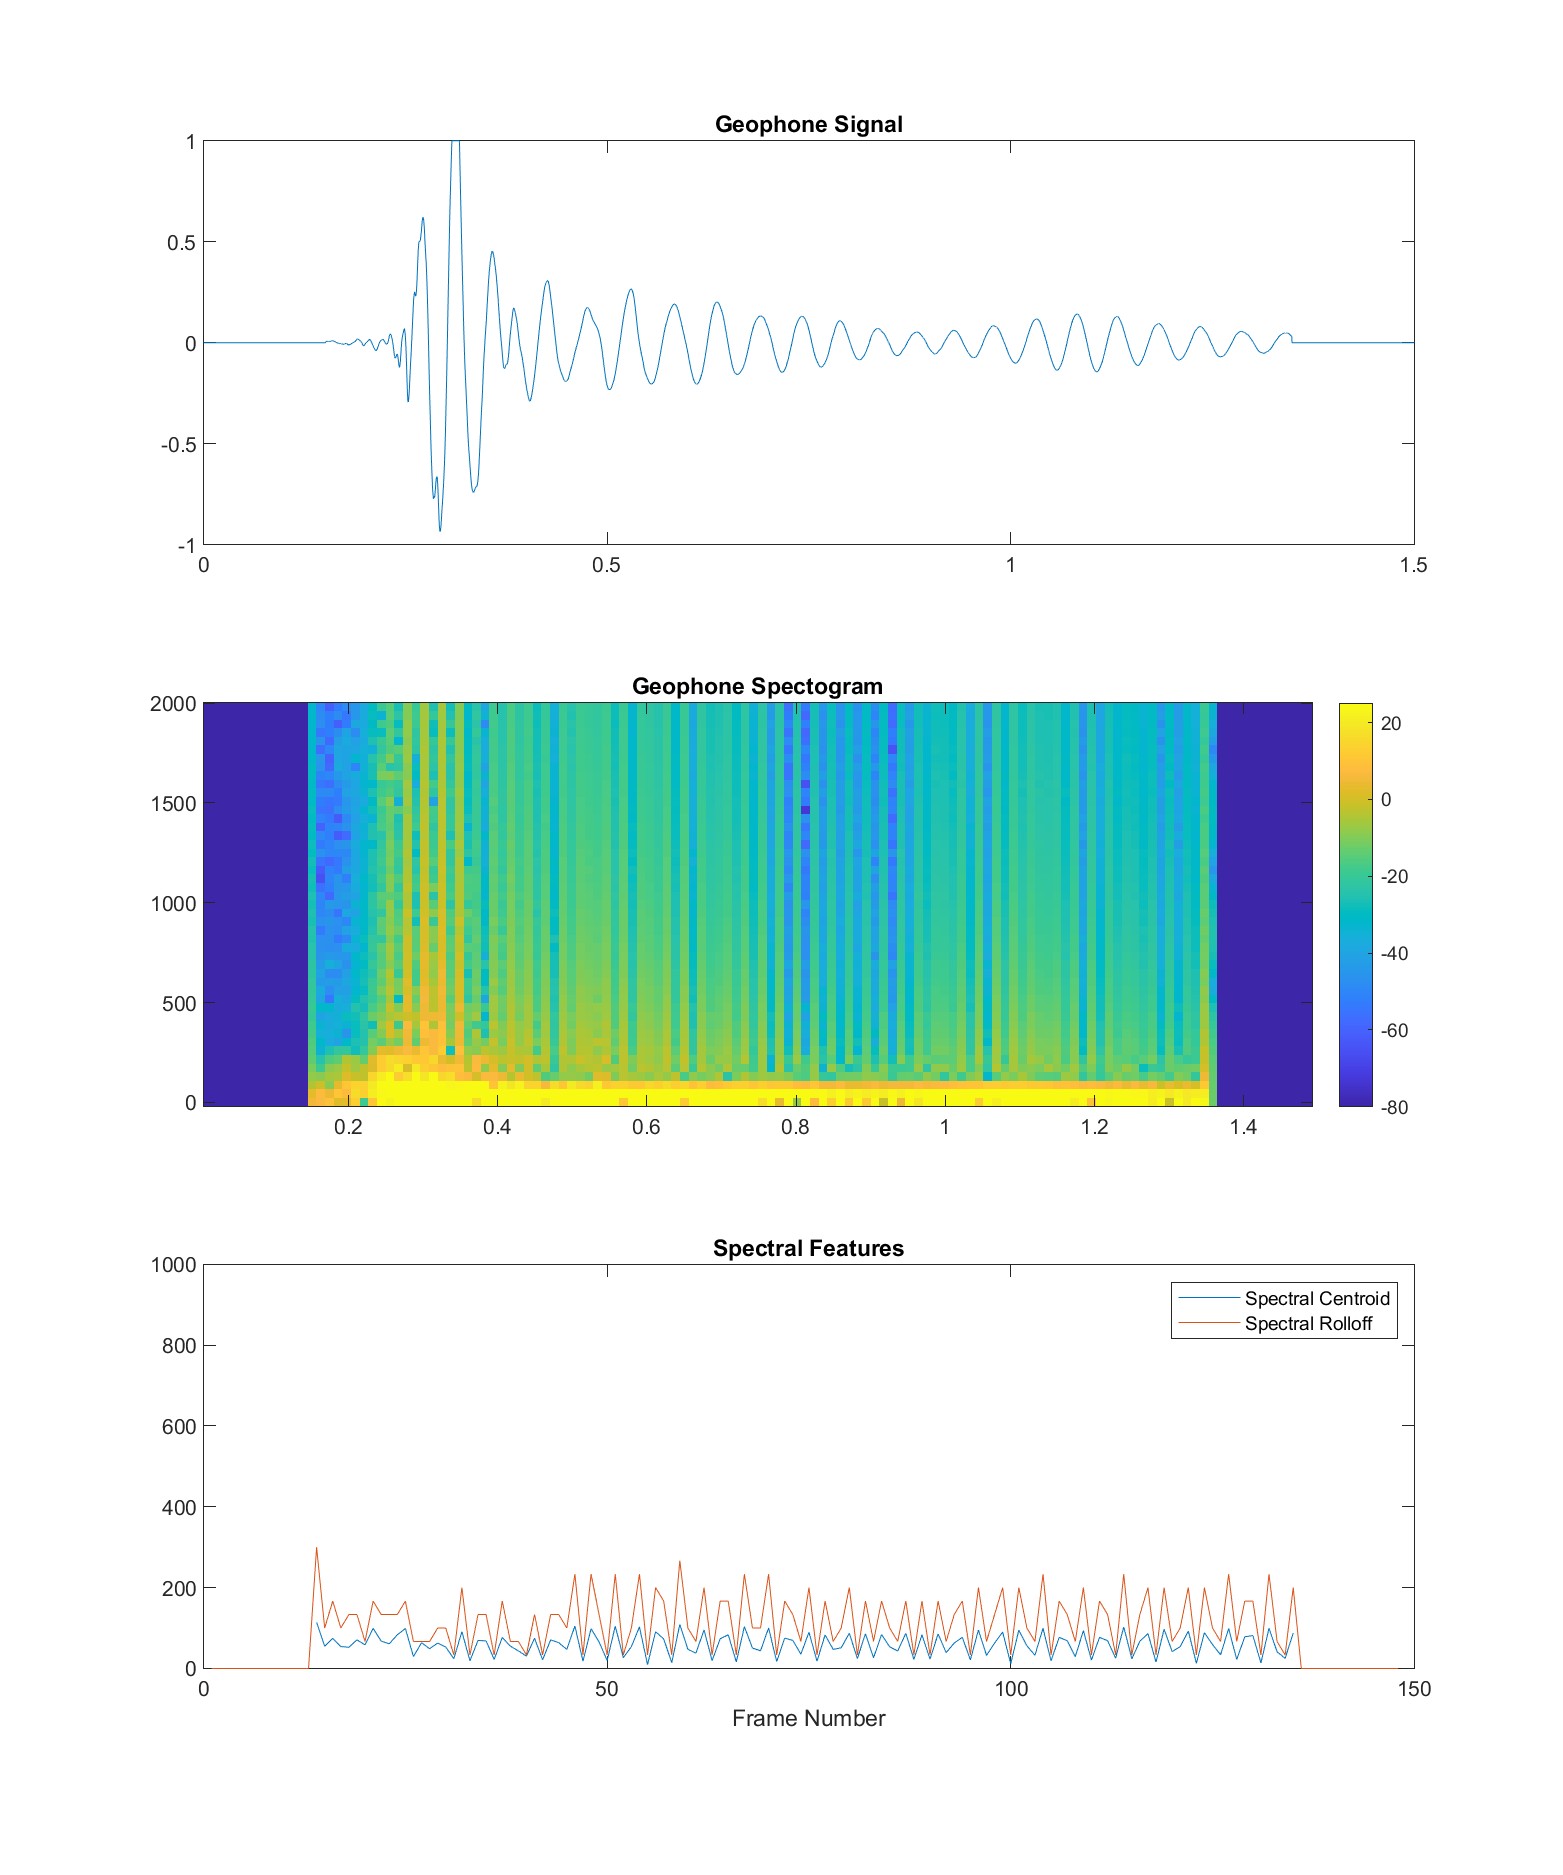 Geophone Signal
1
0.5
0
-0.5
-1
0 0.5 1 1.5
Geophone Spectogram
2000
1500
1000
500
0
0.2 0.4 0.6 0.8 1 1.2 1.4
20
0
-20
-40
-60
-80
Spectral Features
1000
800
600
400
200
0
Spectral Centroid
Spectral Rolloff
0 50 100 150
Frame Number